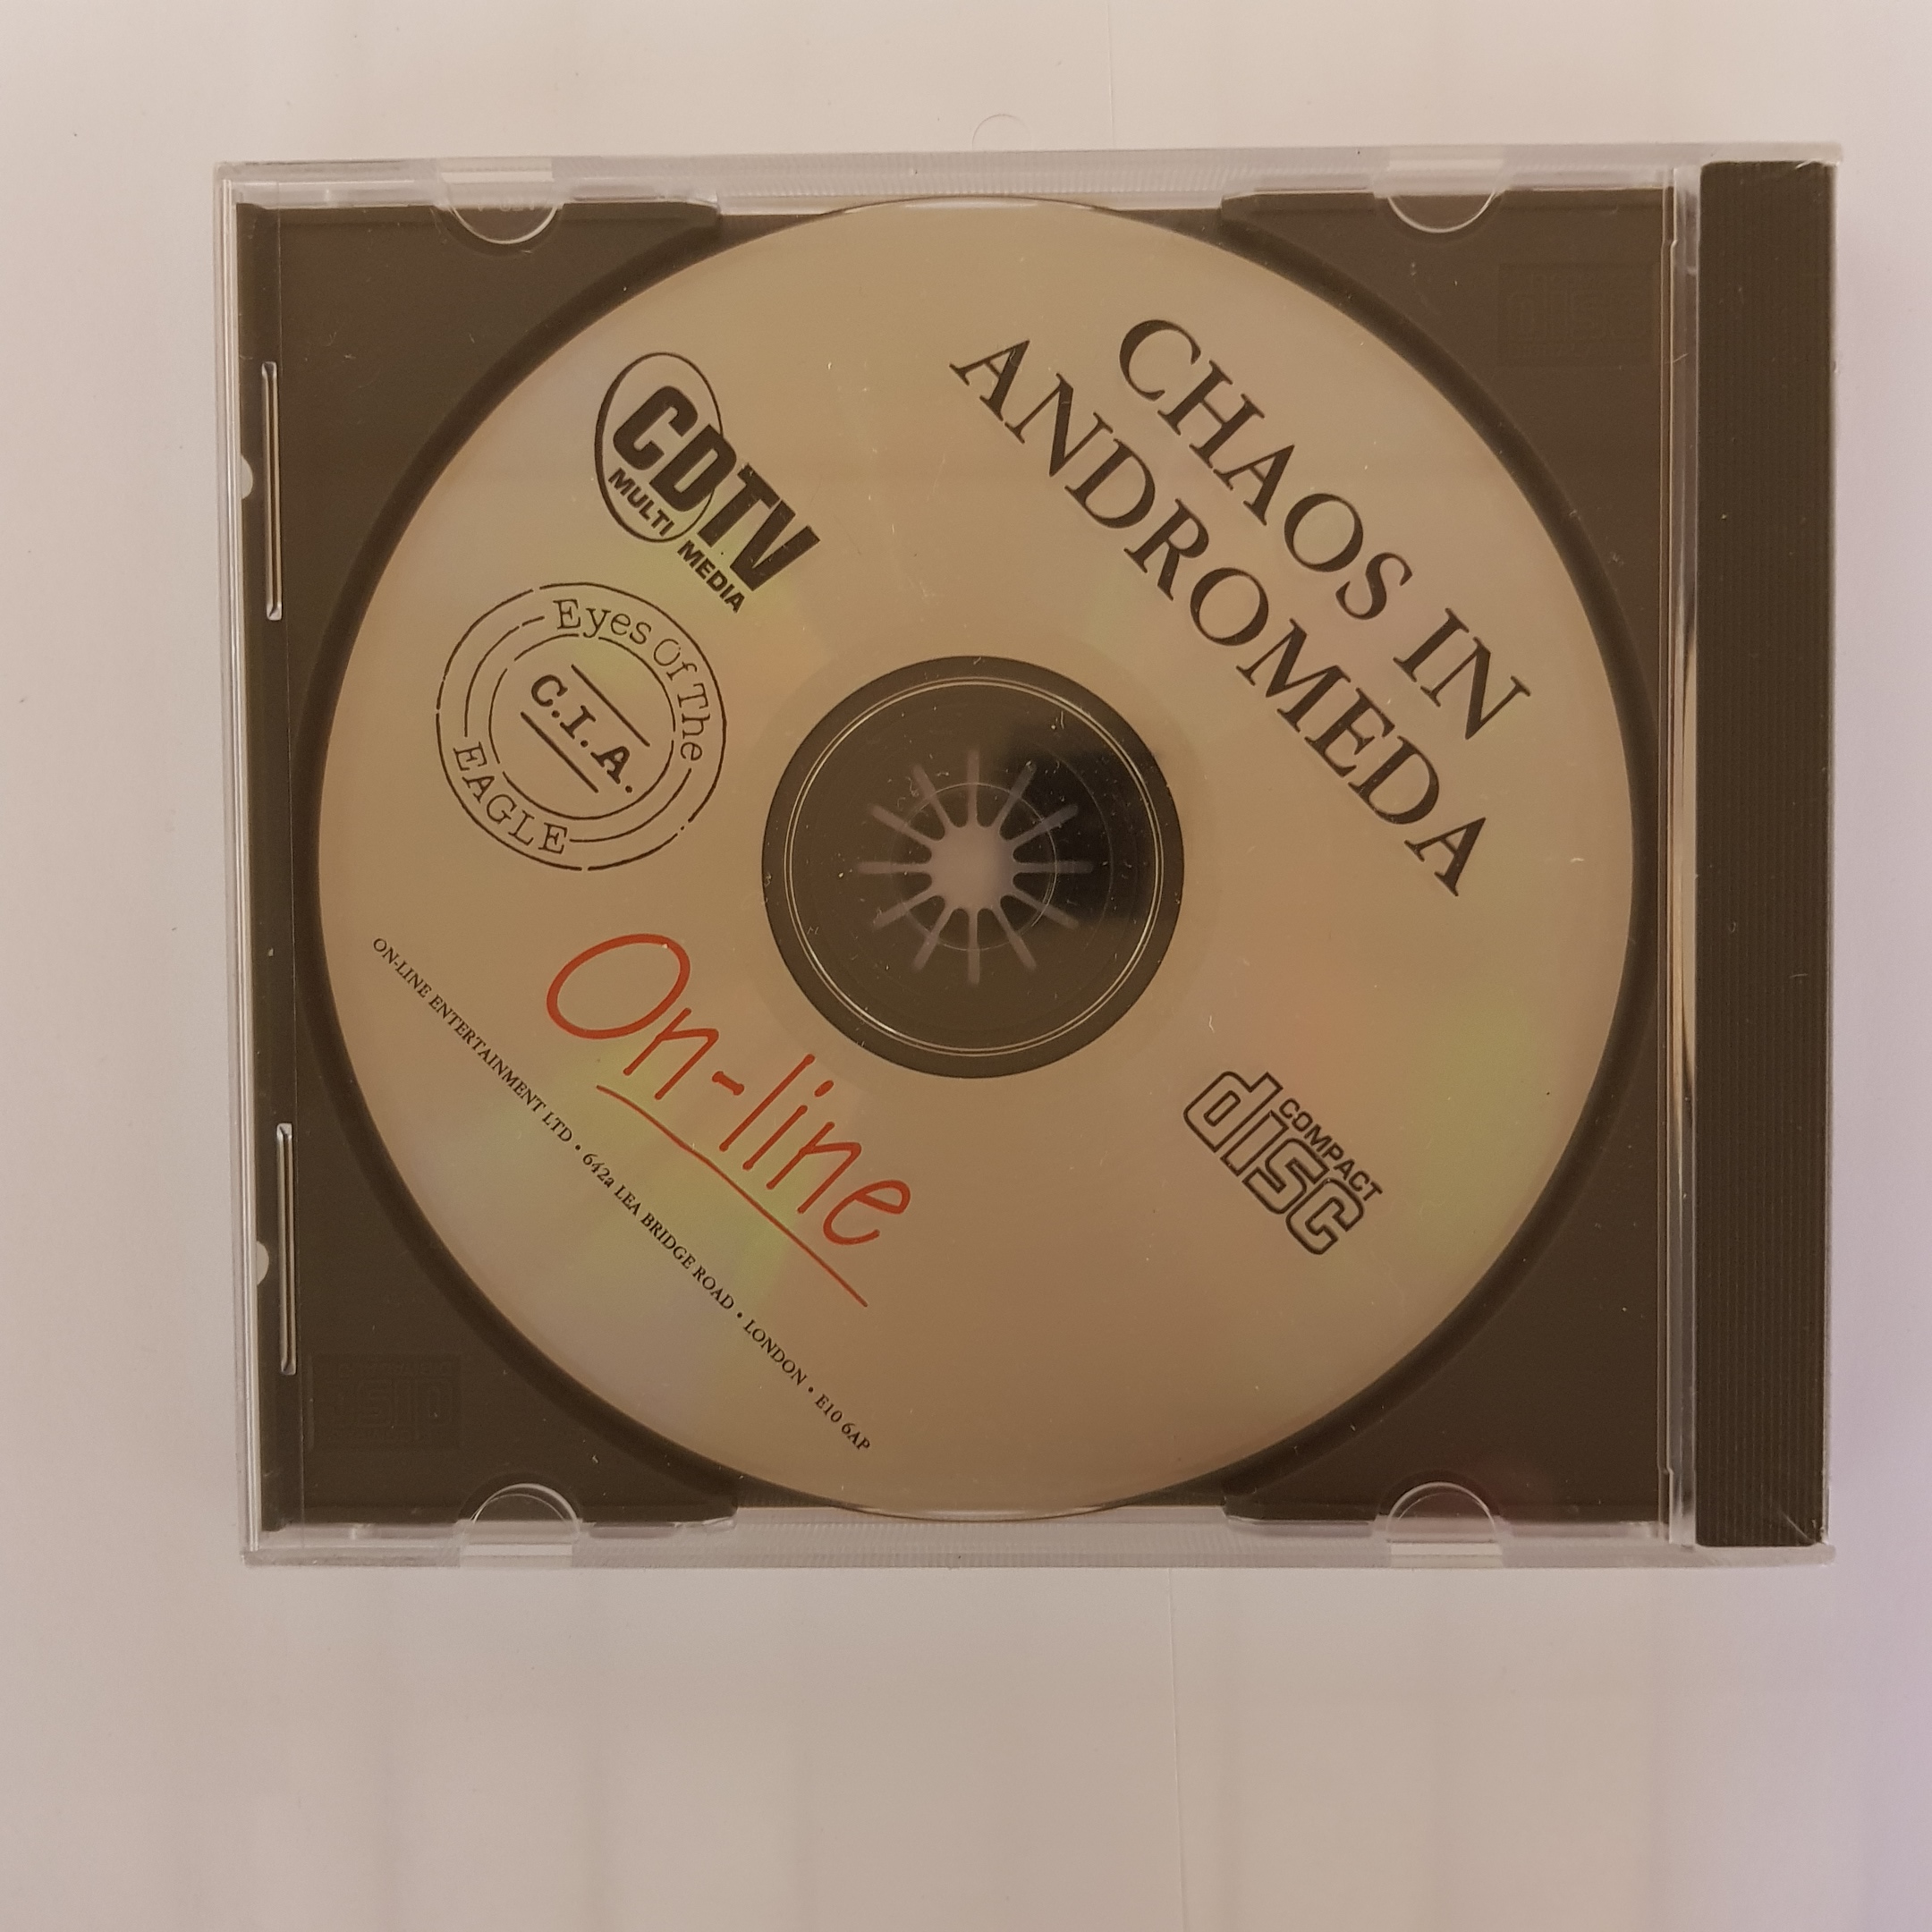 CHAOS IN
ANDROMEDA
CDTV
MULTI MEDIA
Eyes Of The
C.I.A.
EAGLE
On-line
COMPACT
disc
ON-LINE ENTERTAINMENT LTD • 642a LEA BRIDGE ROAD • LONDON • E10 6AP